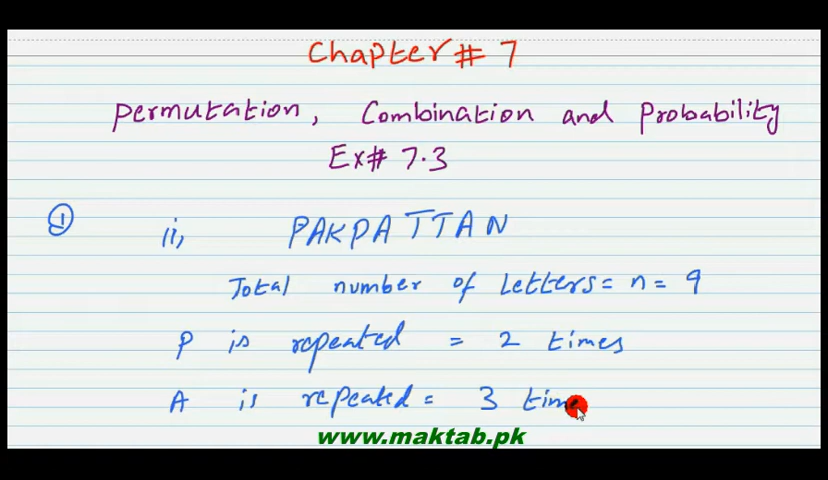 Chapter # 7
Permutation, Combination and Probability
Ex# 7.3
① ii, PAKPATTAN
Total number of letters = n = 9
P is repeated = 2 times
A is repeated = 3 time
www.maktab.pk